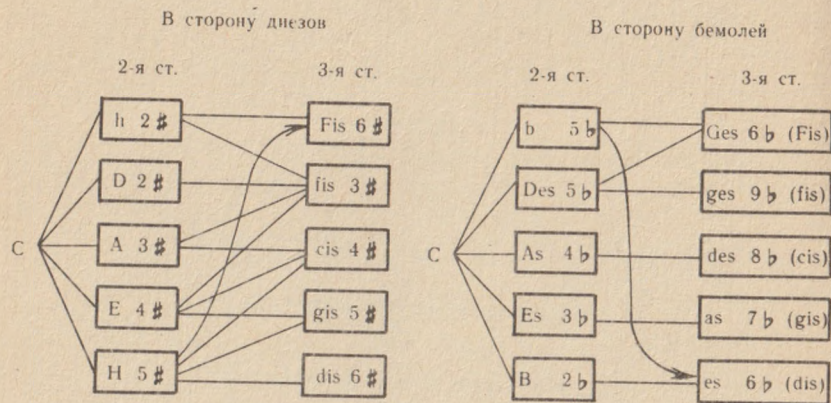 В сторону диезов
2-я ст. 3-я ст.
C
h 2♯
D 2♯
A 3♯
E 4♯
H 5♯
Fis 6♯
fis 3♯
cis 4♯
gis 5♯
dis 6♯
В сторону бемолей
2-я ст. 3-я ст.
C
b 5♭
Des 5♭
As 4♭
Es 3♭
B 2♭
Ges 6♭ (Fis)
ges 9♭ (fis)
des 8♭ (cis)
as 7♭ (gis)
es 6♭ (dis)